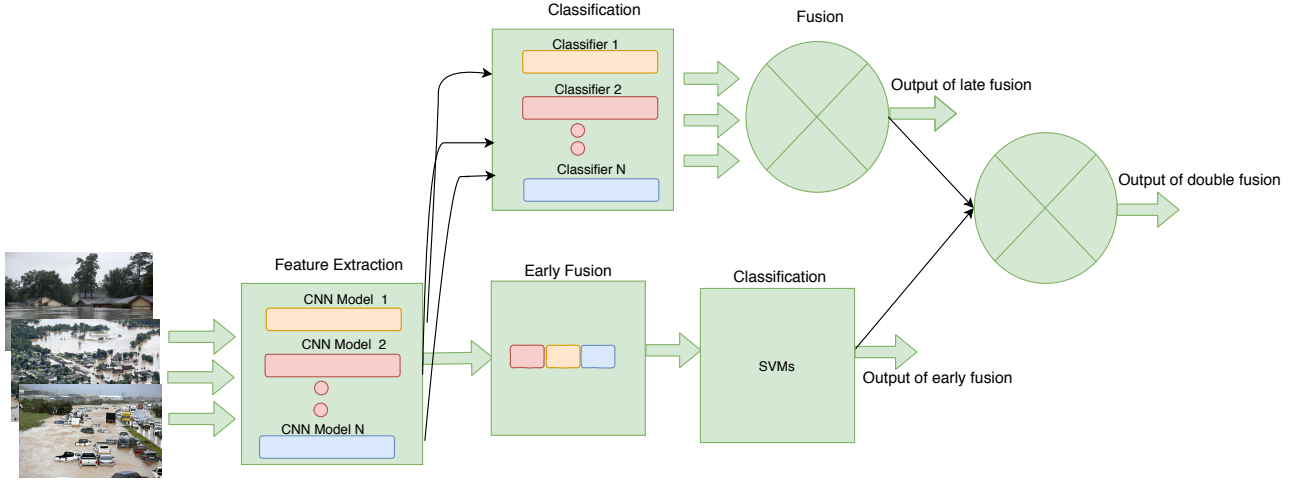 Classification
Fusion
Classifier 1
Classifier 2
Classifier N
Output of late fusion
Output of double fusion
Feature Extraction
CNN Model 1
CNN Model 2
CNN Model N
Early Fusion
Classification
SVMs
Output of early fusion